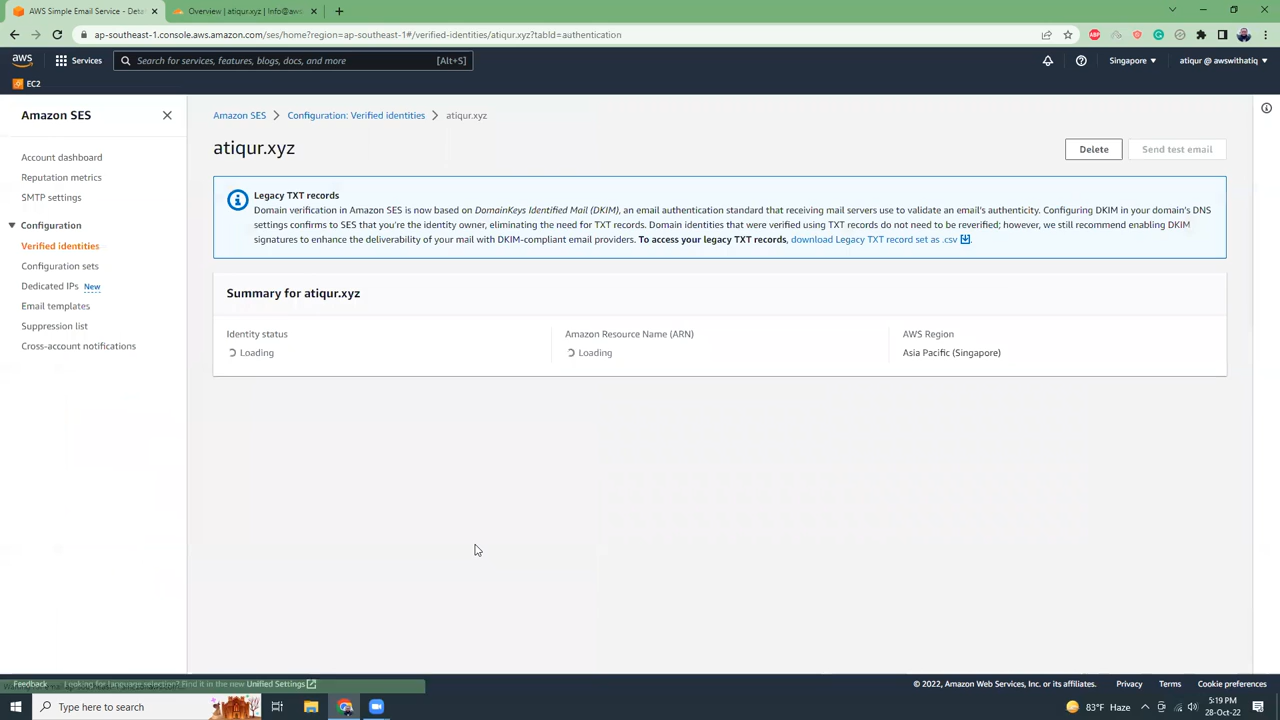 AWS Simple Email Service - Deta
Overview | atiqur.xyz | Info@aws
ap-southeast-1.console.aws.amazon.com/ses/home?region=ap-southeast-1#/verified-identities/atiqur.xyz?tabId=authentication
aws
Services
Search for services, features, blogs, docs, and more
[Alt+S]
Singapore
atiqur @ awswithatiq
EC2
Amazon SES
Account dashboard
Reputation metrics
SMTP settings
Configuration
Verified identities
Configuration sets
Dedicated IPs New
Email templates
Suppression list
Cross-account notifications
Amazon SES > Configuration: Verified identities > atiqur.xyz
atiqur.xyz
Delete
Send test email
Legacy TXT records
Domain verification in Amazon SES is now based on DomainKeys Identified Mail (DKIM), an email authentication standard that receiving mail servers use to validate an email's authenticity. Configuring DKIM in your domain's DNS
settings confirms to SES that you're the identity owner, eliminating the need for TXT records. Domain identities that were verified using TXT records do not need to be reverified; however, we still recommend enabling DKIM
signatures to enhance the deliverability of your mail with DKIM-compliant email providers. To access your legacy TXT records, download Legacy TXT record set as .csv.
Summary for atiqur.xyz
Identity status
Loading
Amazon Resource Name (ARN)
Loading
AWS Region
Asia Pacific (Singapore)
Feedback
Looking for language selection? Find it in the new Unified Settings
© 2022, Amazon Web Services, Inc. or its affiliates.
Privacy
Terms
Cookie preferences
Type here to search
83°F Haze
5:19 PM
28-Oct-22